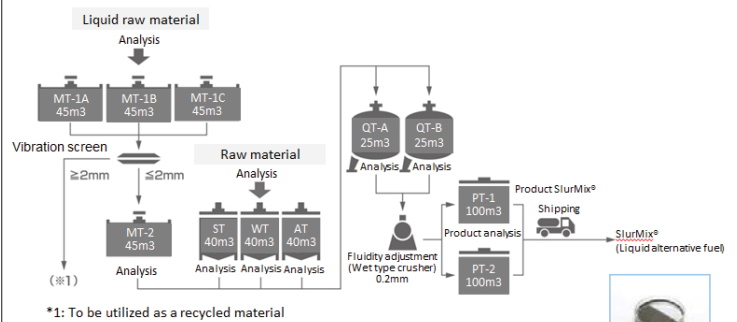 Liquid raw material
Analysis
MT-1A
45m3
MT-1B
45m3
MT-1C
45m3
Vibration screen
≧2mm
≦2mm
Raw material
Analysis
MT-2
45m3
Analysis
ST
40m3
WT
40m3
AT
40m3
Analysis Analysis Analysis
(※1)
QT-A
25m3
QT-B
25m3
Analysis Analysis
Fluidity adjustment
(Wet type crusher)
0.2mm
PT-1
100m3
Product analysis
PT-2
100m3
Product SlurMix®
Shipping
SlurMix®
(Liquid alternative fuel)
*1: To be utilized as a recycled material